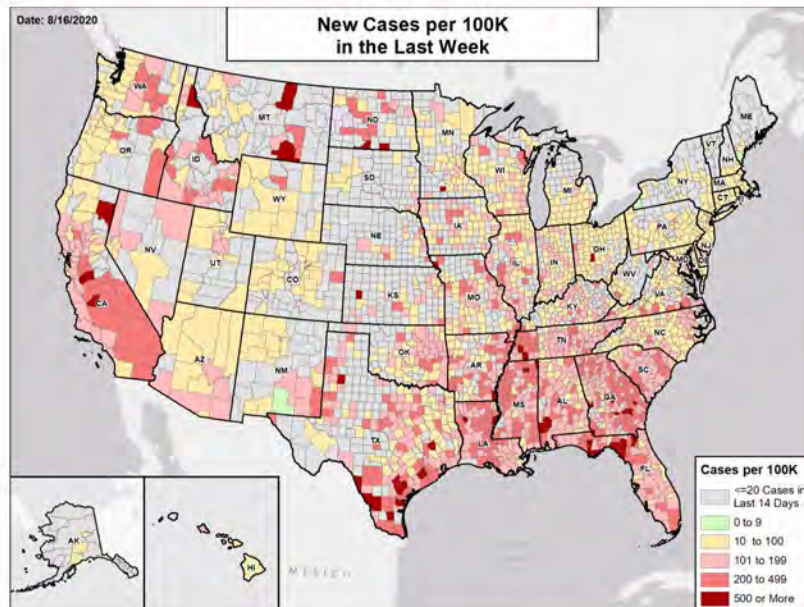 Date: 8/16/2020
New Cases per 100K
in the Last Week
WA
MT
ND
MN
ME
OR
ID
SD
WI
MI
VT
NH
NY
MA
CT
WY
IA
NE
PA
NJ
NV
UT
CO
IL
IN
OH
MD
DE
WV
VA
CA
KS
MO
KY
AZ
NM
OK
AR
TN
NC
SC
MS
AL
GA
TX
LA
FL
AK
HI
MEXICO
Cases per 100K
<=20 Cases in
Last 14 Days
0 to 9
10 to 100
101 to 199
200 to 499
500 or More